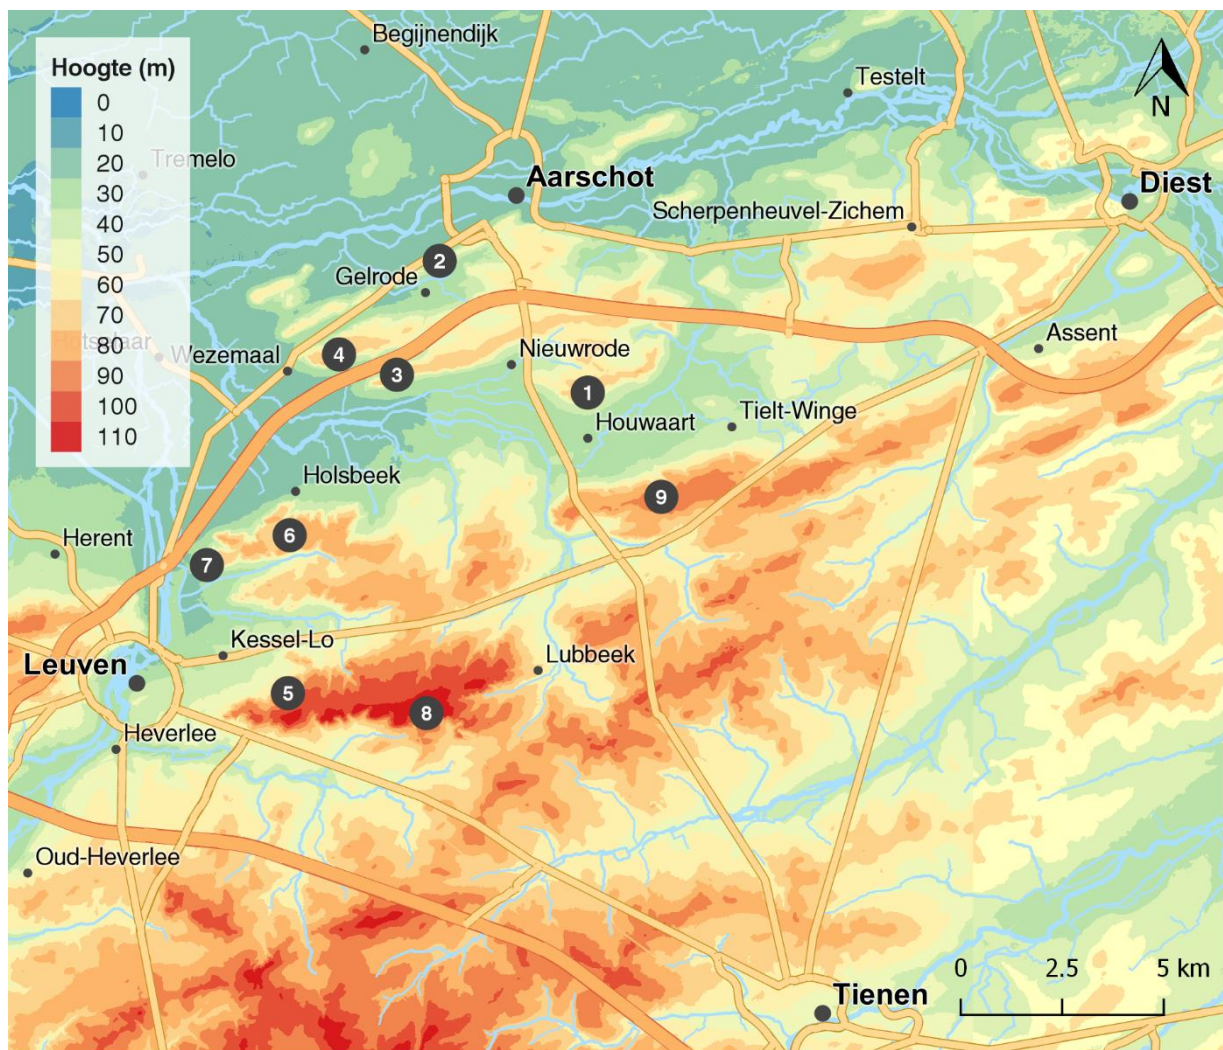 Begijnendijk
Hoogte (m)
0
10
20
30
40
50
60
70
80
90
100
110
Tremelo
Testelt
N
Aarschot
Diest
Scherpenheuvel-Zichem
2
Gelrode
Wezemaal
4
3
Nieuwrode
Assent
1
Houwaart
Tielt-Winge
Holsbeek
9
6
Herent
7
Kessel-Lo
Lubbeek
Leuven
5
8
Heverlee
Oud-Heverlee
0 2.5 5 km
Tienen